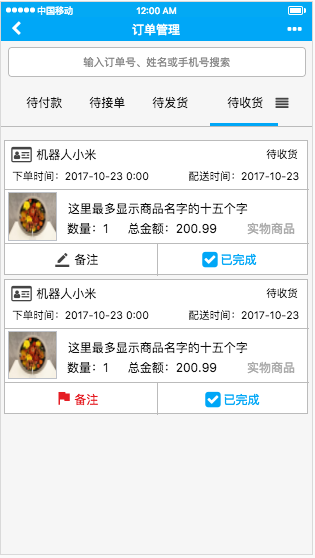 中国移动 12:00 AM
订单管理
输入订单号、姓名或手机号搜索
待付款 待接单 待发货 待收货
机器人小米 待收货
下单时间：2017-10-23 0:00 配送时间：2017-10-23
这里最多显示商品名字的十五个字
数量：1 总金额：200.99 实物商品
备注 已完成
机器人小米 待收货
下单时间：2017-10-23 0:00 配送时间：2017-10-23
这里最多显示商品名字的十五个字
数量：1 总金额：200.99 实物商品
备注 已完成